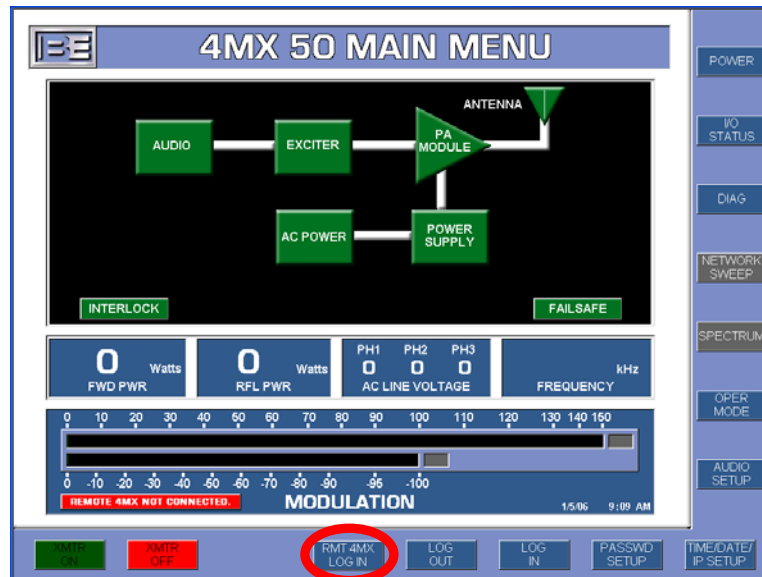 BE
4MX 50 MAIN MENU
POWER
I/O
STATUS
DIAG
NETWORK
SWEEP
SPECTRUM
OPER
MODE
AUDIO
SETUP
ANTENNA
AUDIO
EXCITER
PA
MODULE
AC POWER
POWER
SUPPLY
INTERLOCK
FAILSAFE
0 Watts
FWD PWR
0 Watts
RFL PWR
PH1 PH2 PH3
0 0 0
AC LINE VOLTAGE
kHz
FREQUENCY
0 10 20 30 40 50 60 70 80 90 100 110 120 130 140 150
0 -10 -20 -30 -40 -50 -60 -70 -80 -90 -95 -100
REMOTE 4MX NOT CONNECTED.
MODULATION
1/5/06 9:09 AM
XMTR
ON
XMTR
OFF
RMT 4MX
LOG IN
LOG
OUT
LOG
IN
PASSWD
SETUP
TIME/DATE/
IP SETUP